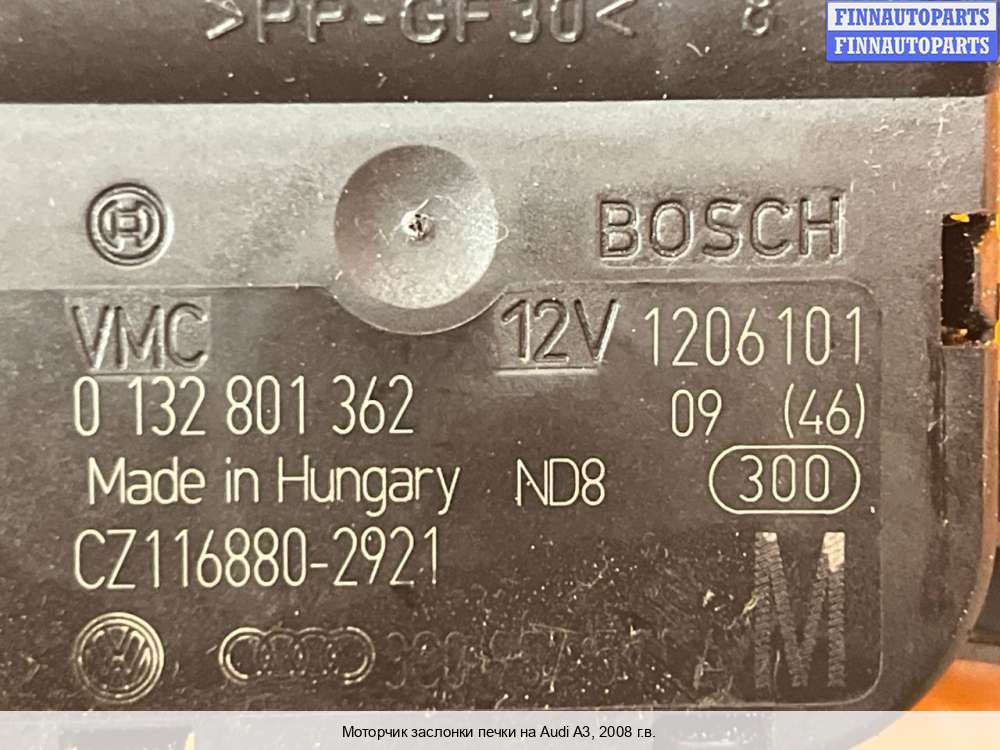 >PP-GF30<
FINNAUTOPARTS
FINNAUTOPARTS
BOSCH
VMC 12V 1206101
0 132 801 362 09 (46)
Made in Hungary ND8 300
CZ116880-2921
M
Моторчик заслонки печки на Audi A3, 2008 г.в.